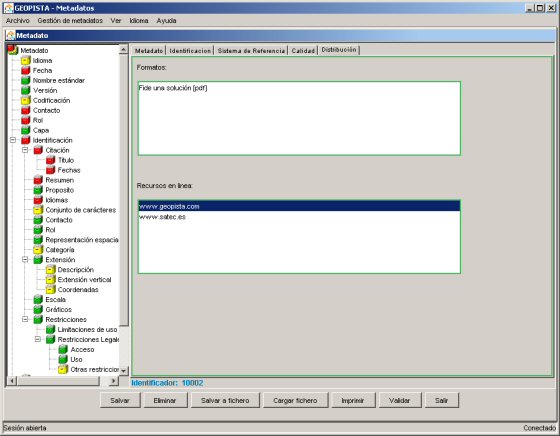 GEOPISTA - Metadatos
Archivo Gestión de metadatos Ver Idioma Ayuda
Metadato
Metadato
Idioma
Fecha
Nombre estándar
Versión
Codificación
Contacto
Rol
Capa
Identificación
Citación
Titulo
Fechas
Resumen
Proposito
Idiomas
Conjunto de carácteres
Contacto
Rol
Representación espacia
Categoría
Extensión
Descripción
Extensión vertical
Coordenadas
Escala
Gráficos
Restricciones
Limitaciones de uso
Restricciones Legale
Acceso
Uso
Otras restriccion
Metadato Identificacion Sistema de Referencia Calidad Distribución
Formatos:
Fide una solución [pdf]
Recursos en linea:
www.geopista.com
www.satec.es
Identificador: 10002
Salvar Eliminar Salvar a fichero Cargar fichero Imprimir Validar Salir
Sesión abierta Conectado